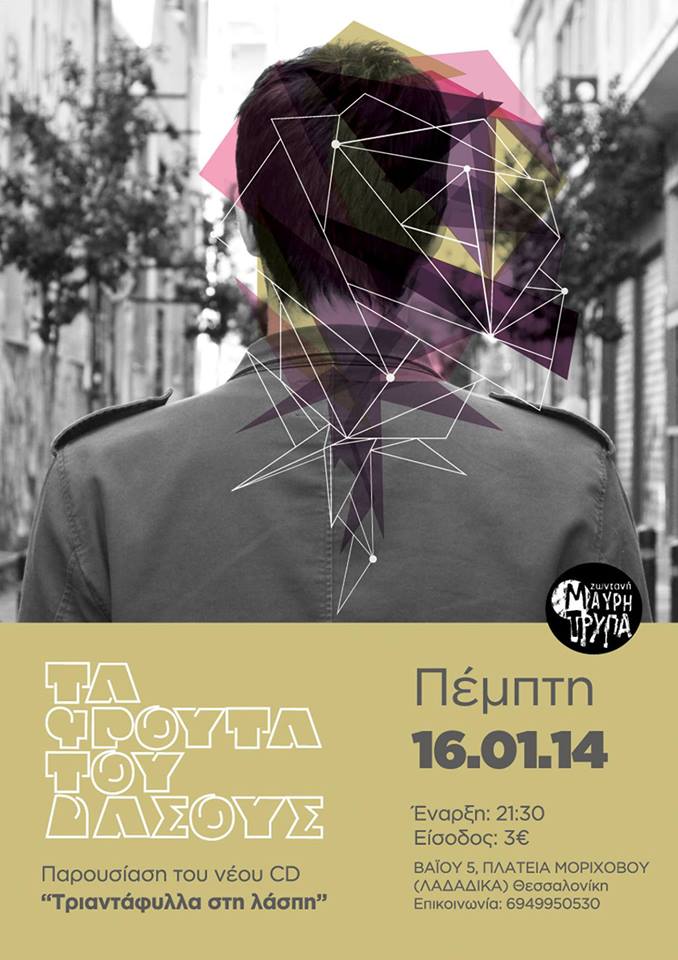 ζωντανή
ΜΑΥΡΗ
ΤΡΥΠΑ
ΤΑ
ΦΡΟΥΤΑ
ΤΟΥ
ΔΑΣΟΥΣ
Παρουσίαση του νέου CD
“Τριαντάφυλλα στη λάσπη”
Πέμπτη
16.01.14
Έναρξη: 21:30
Είσοδος: 3€
ΒΑΪΟΥ 5, ΠΛΑΤΕΙΑ ΜΟΡΙΧΟΒΟΥ
(ΛΑΔΑΔΙΚΑ) Θεσσαλονίκη
Επικοινωνία: 6949950530